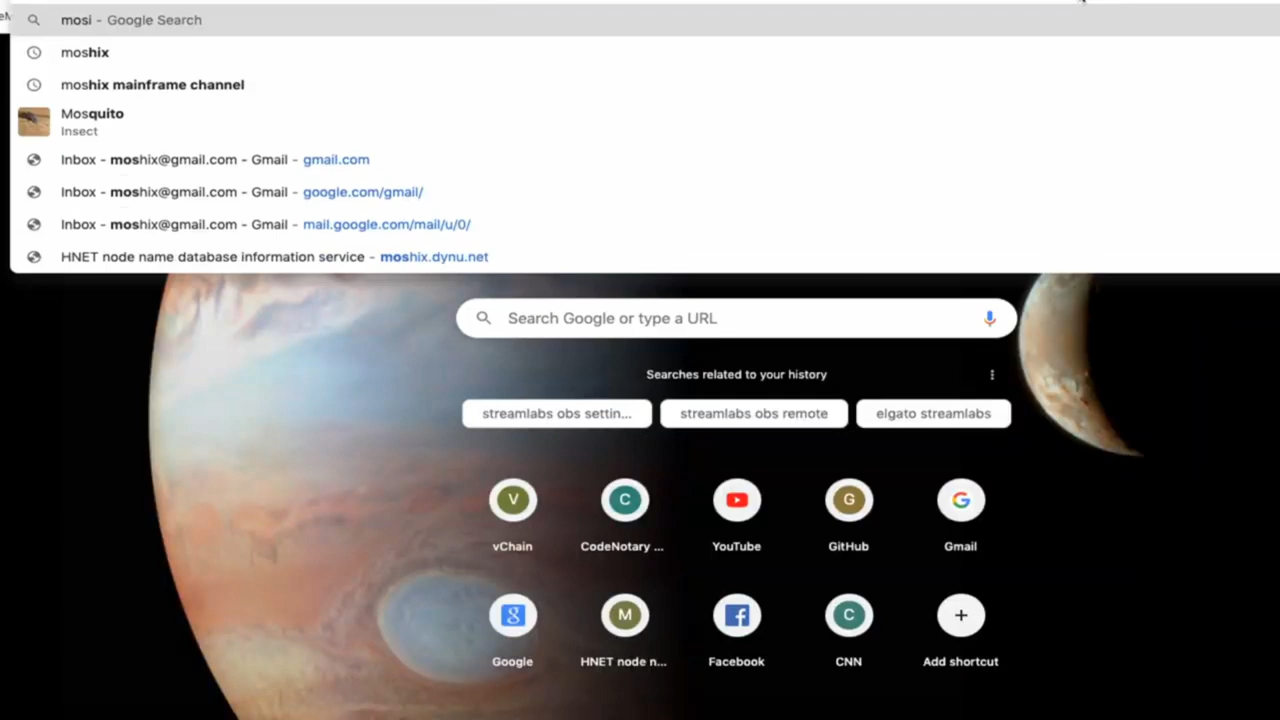 mosi - Google Search
moshix
moshix mainframe channel
Mosquito
Insect
Inbox - moshix@gmail.com - Gmail - gmail.com
Inbox - moshix@gmail.com - Gmail - google.com/gmail/
Inbox - moshix@gmail.com - Gmail - mail.google.com/mail/u/0/
HNET node name database information service - moshix.dynu.net
Search Google or type a URL
Searches related to your history
streamlabs obs settin... streamlabs obs remote elgato streamlabs
V C G
vChain CodeNotary ... YouTube GitHub Gmail
M C
Google HNET node n... Facebook CNN Add shortcut